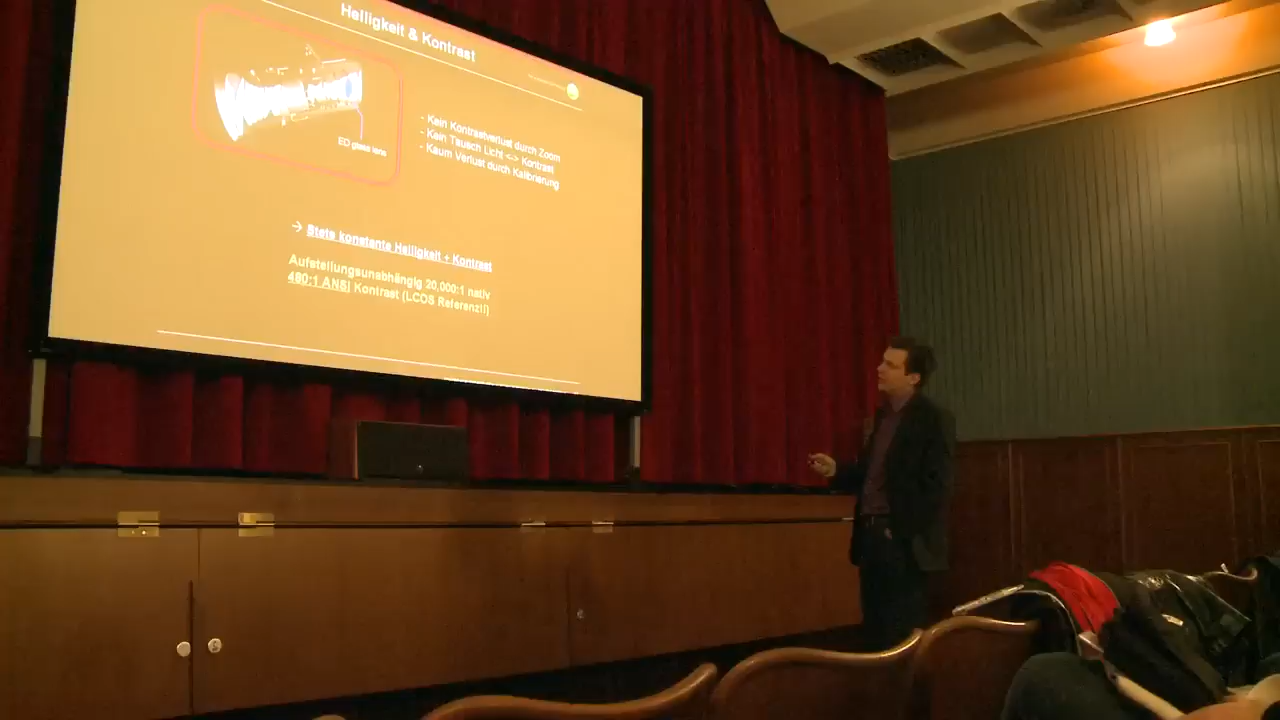 Helligkeit & Kontrast
ED glass lens
- Kein Kontrastverlust durch Zoom
- Kein Tausch Licht <-> Kontrast
- Kaum Verlust durch Kalibrierung
→ Stets konstante Helligkeit + Kontrast
Aufstellungsunabhängig 20,000:1 nativ
480:1 ANSI Kontrast (LCOS Referenz!!)